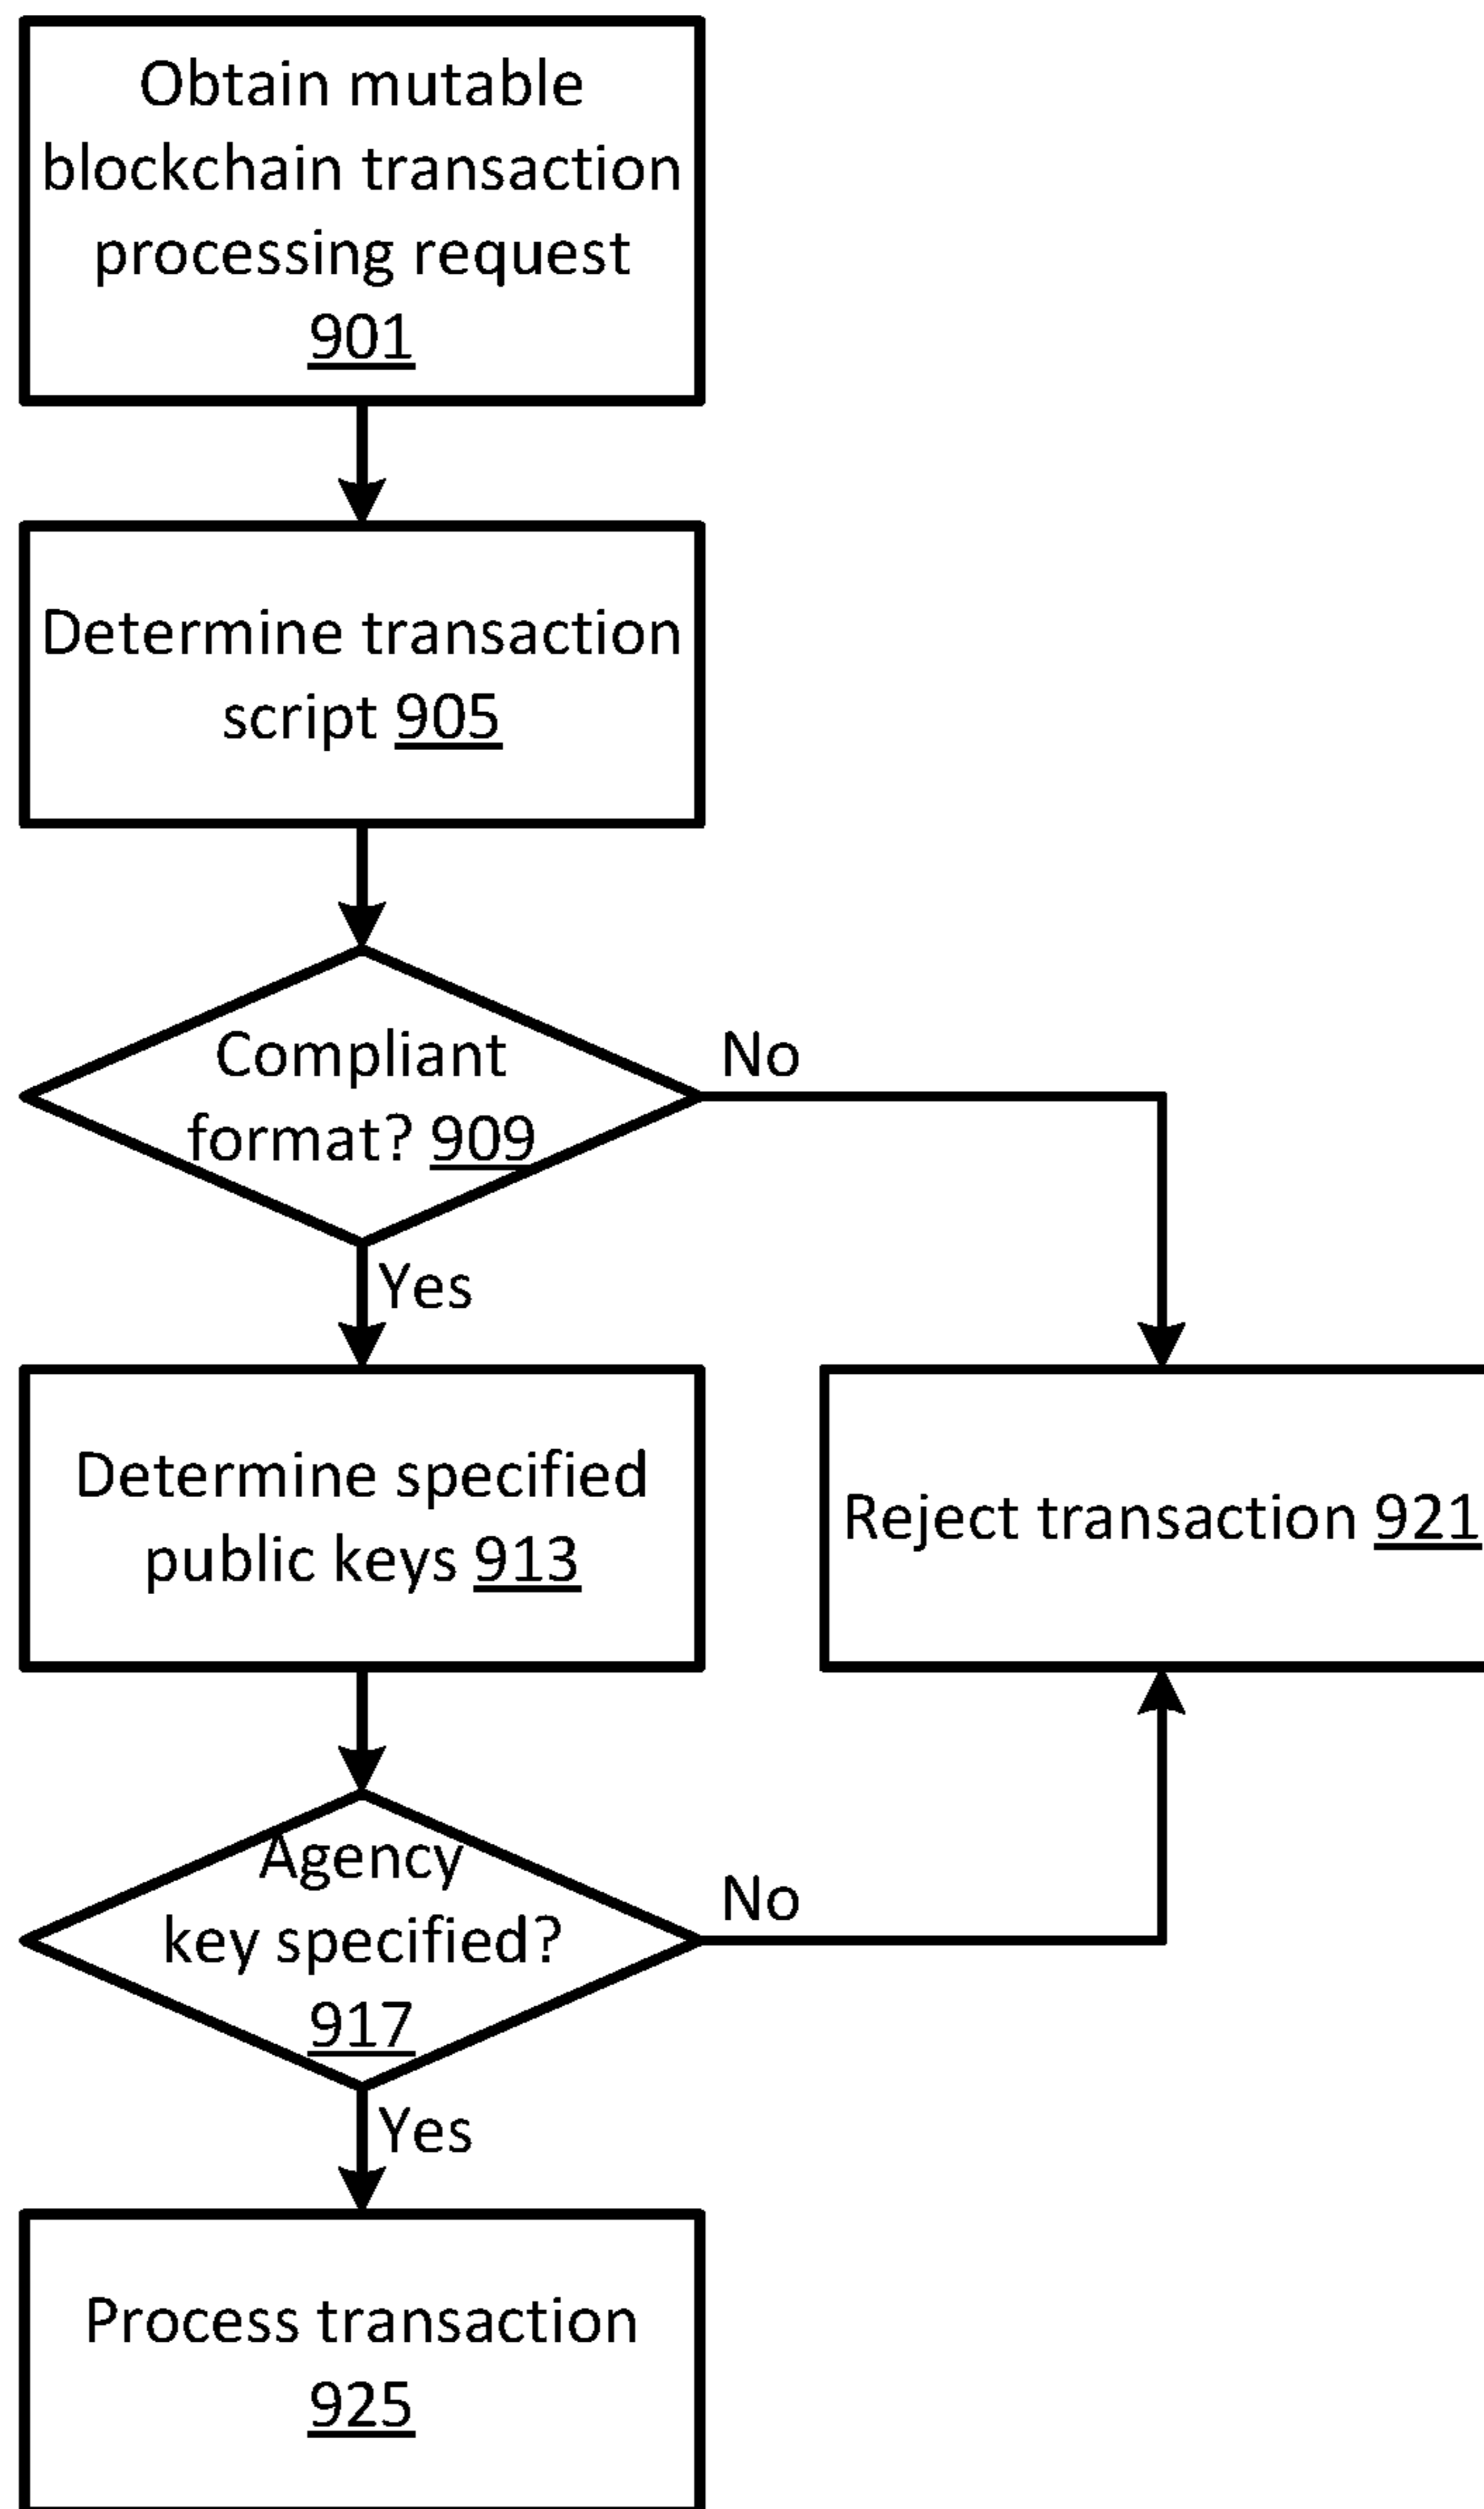 Obtain mutable
blockchain transaction
processing request
901
Determine transaction
script 905
Compliant
format? 909
No
Yes
Determine specified
public keys 913
Reject transaction 921
Agency
key specified?
917
No
Yes
Process transaction
925